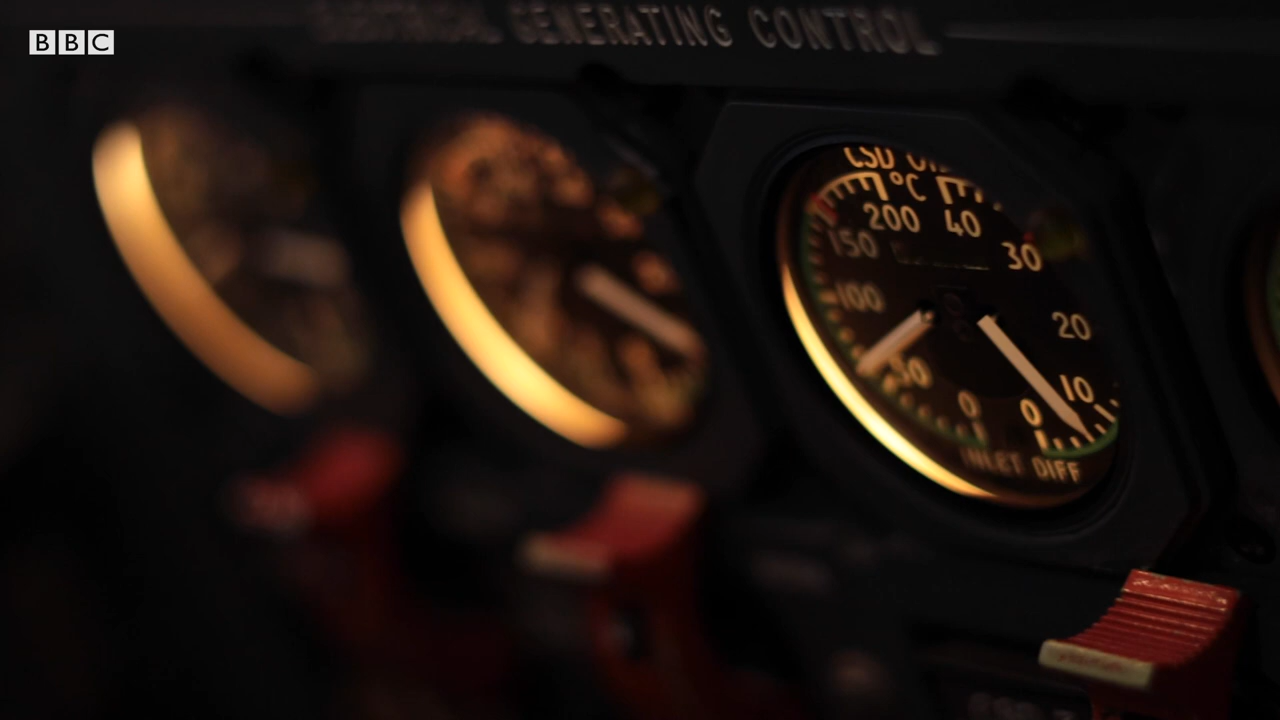 BBC
ELECTRICAL GENERATING CONTROL
CSD OIL
°C
200 40
150 30
100 20
50 10
0 0
INLET DIFF